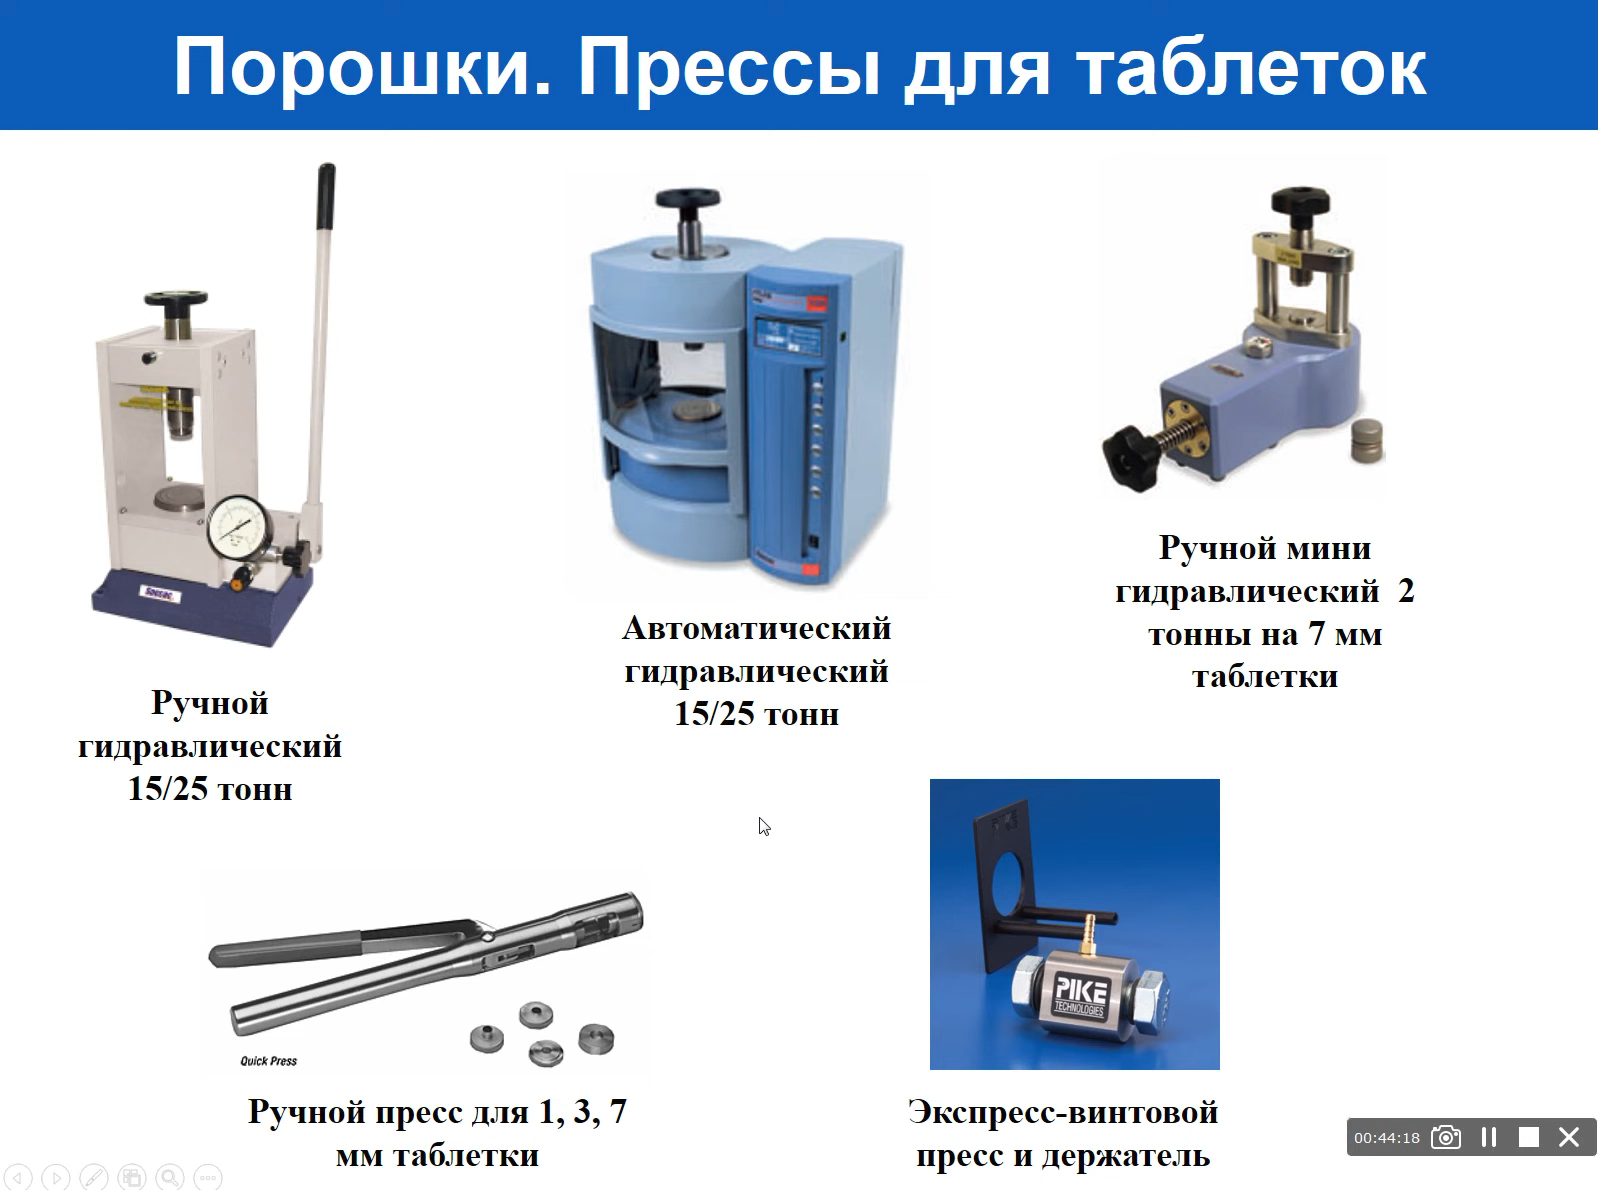 Порошки. Прессы для таблеток
Ручной
гидравлический
15/25 тонн
Автоматический
гидравлический
15/25 тонн
Ручной мини
гидравлический 2
тонны на 7 мм
таблетки
Quick Press
Ручной пресс для 1, 3, 7
мм таблетки
PIKE
TECHNOLOGIES
Экспресс-винтовой
пресс и держатель
00:44:18